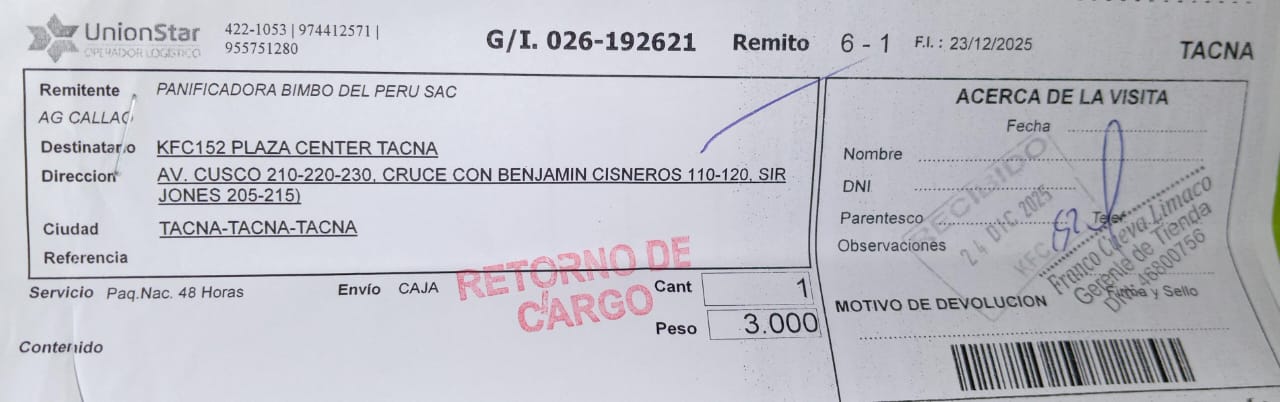 UnionStar
OPERADOR LOGISTICO
422-1053 | 974412571 |
955751280
G/I. 026-192621 Remito 6 - 1 F.I. : 23/12/2025 TACNA
Remitente PANIFICADORA BIMBO DEL PERU SAC
AG CALLAO
Destinatario KFC152 PLAZA CENTER TACNA
Direccion AV. CUSCO 210-220-230, CRUCE CON BENJAMIN CISNEROS 110-120, SIR
JONES 205-215)
Ciudad TACNA-TACNA-TACNA
Referencia
Servicio Paq.Nac. 48 Horas Envío CAJA Cant 1
Peso 3.000
RETORNO DE
CARGO
Contenido
ACERCA DE LA VISITA
Fecha
Nombre
DNI
Parentesco
Observaciones
RECIBIDO
24 DIC. 2025
KFC
Franco Cueva Limaco
Gerente de Tienda
DNI: 46800756
Firma y Sello
MOTIVO DE DEVOLUCION